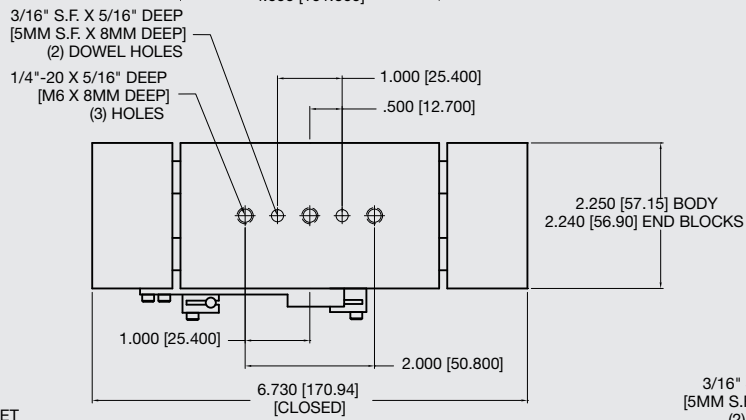 3/16" S.F. X 5/16" DEEP
[5MM S.F. X 8MM DEEP]
(2) DOWEL HOLES
1/4"-20 X 5/16" DEEP
[M6 X 8MM DEEP]
(3) HOLES
1.000 [25.400]
.500 [12.700]
2.250 [57.15] BODY
2.240 [56.90] END BLOCKS
1.000 [25.400]
2.000 [50.800]
6.730 [170.94]
[CLOSED]
3/16"
[5MM S.